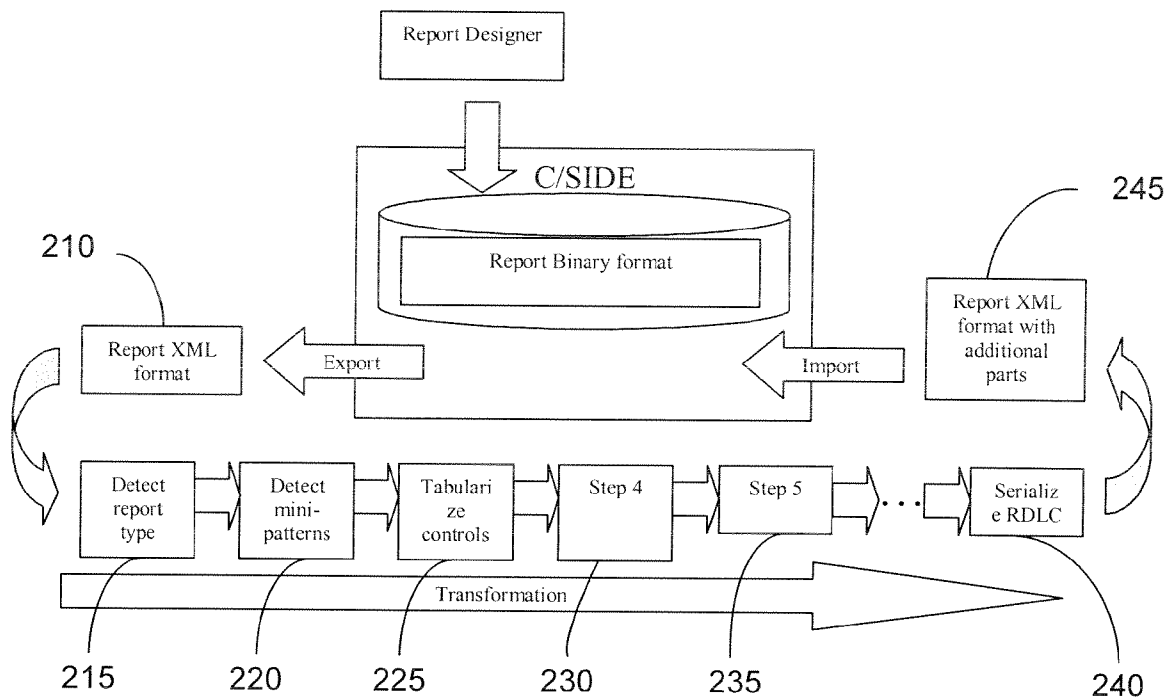 Report Designer
C/SIDE
245
210
Report Binary format
Report XML
format with
additional
parts
Report XML
format
Export
Import
Detect
report
type
Detect
mini-
patterns
Tabulari
ze
controls
Step 4
Step 5
...
Serializ
e RDLC
Transformation
215
220
225
230
235
240